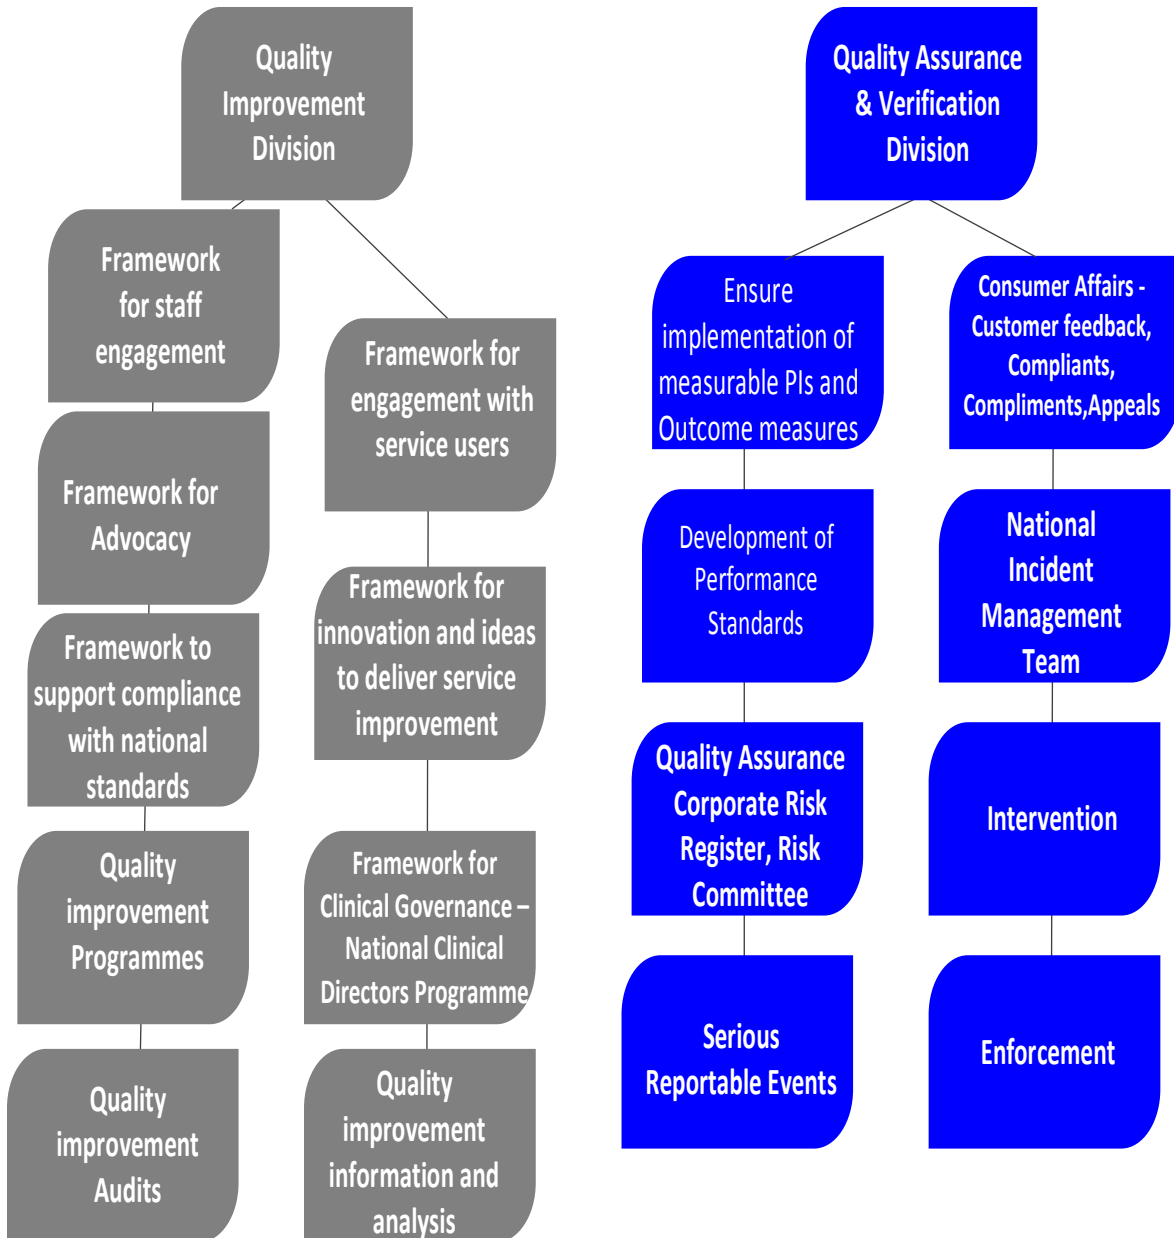 Quality
Improvement
Division
Framework
for staff
engagement
Framework for
Advocacy
Framework to
support compliance
with national
standards
Quality
improvement
Programmes
Quality
improvement
Audits
Framework for
engagement with
service users
Framework for
innovation and ideas
to deliver service
improvement
Framework for
Clinical Governance –
National Clinical
Directors Programme
Quality
improvement
information and
analysis
Quality Assurance
& Verification
Division
Ensure
implementation of
measurable PIs and
Outcome measures
Development of
Performance
Standards
Quality Assurance
Corporate Risk
Register, Risk
Committee
Serious
Reportable Events
Consumer Affairs -
Customer feedback,
Compliants,
Compliments,Appeals
National
Incident
Management
Team
Intervention
Enforcement